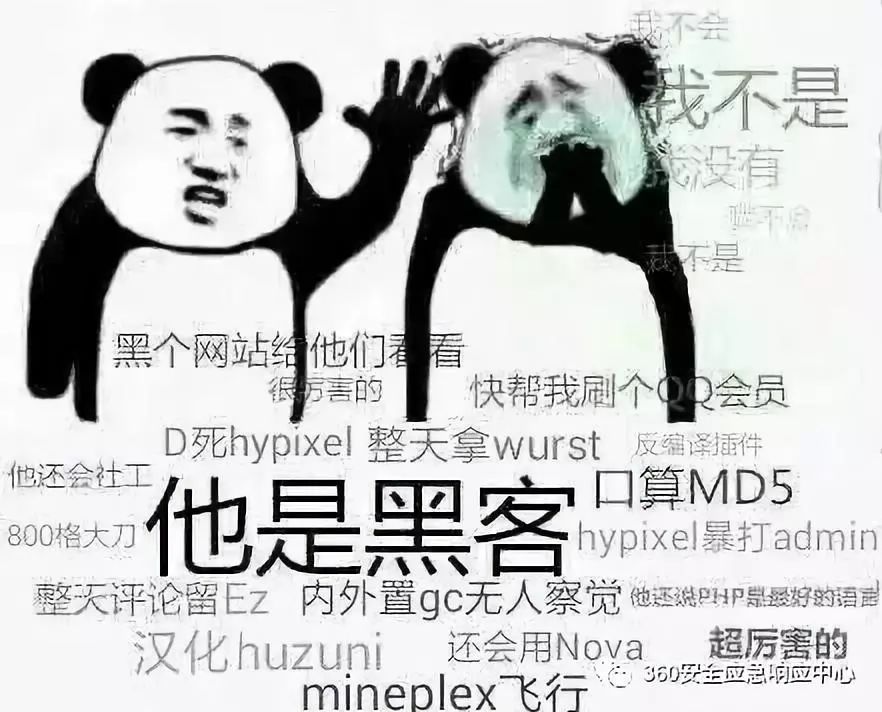 我不会
我不是
我没有
我不是
黑个网站给他们看看
很厉害的
快帮我刷个QQ会员
D死hypixel
整天拿wurst
反编译插件
他还会社工
他是黑客
口算MD5
800格大刀
hypixel暴打admin
整天评论留Ez
内外置gc无人察觉
他还说PHP是最好的语言
汉化huzuni
还会用Nova
超厉害的
360安全应急响应中心
mineplex飞行